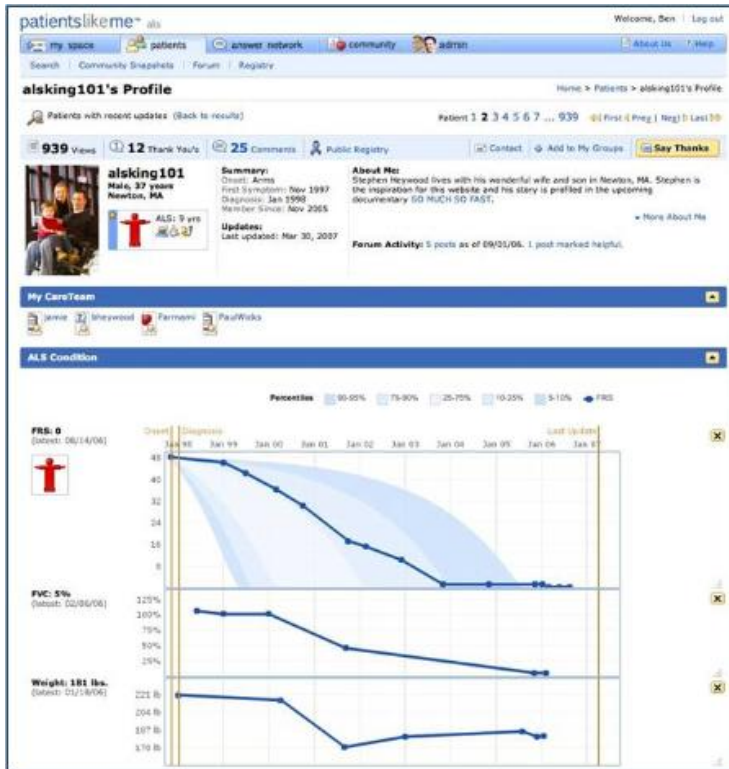 patientslikeme™ als
Welcome, Ben | Log out
my space patients answer network community admin About Us ? Help
Search | Community Snapshots | Forum | Registry
alsking101's Profile
Home > Patients > alsking101's Profile
Patients with recent updates (Back to results)
Patient 1 2 3 4 5 6 7 ... 939 First Last
939 Views 12 Thank You's 25 Comments Public Registry
Contact Add to My Groups Say Thanks
alsking101
Male, 37 years
Newton, MA
ALS: 9 yrs
Summary:
Onset: Arms
First Symptom: Nov 1997
Diagnosis: Jan 1998
Member Since: Nov 2005
Updates:
Last updated: Mar 30, 2007
About Me:
Stephen Heywood lives with his wonderful wife and son in Newton, MA. Stephen is
the inspiration for this website and his story is profiled in the upcoming
documentary SO MUCH SO FAST.
More About Me
Forum Activity: 5 posts as of 09/01/06. 1 post marked helpful.
My CareTeam
jamie bheywood Parmami PaulWicks
ALS Condition
Percentiles 75-90% 25-75% 10-25% 5-10% FRS
FRS: 0
(latest: 08/14/06)
Onset Diagnosis Last Update
Jan 98 Jan 99 Jan 00 Jan 01 Jan 02 Jan 03 Jan 04 Jan 05 Jan 06 Jan 07
48
40
32
24
16
8
FVC: 5%
(latest: 02/06/06)
125%
100%
75%
50%
25%
Weight: 181 lbs.
(latest: 01/18/06)
221 lb
204 lb
187 lb
170 lb